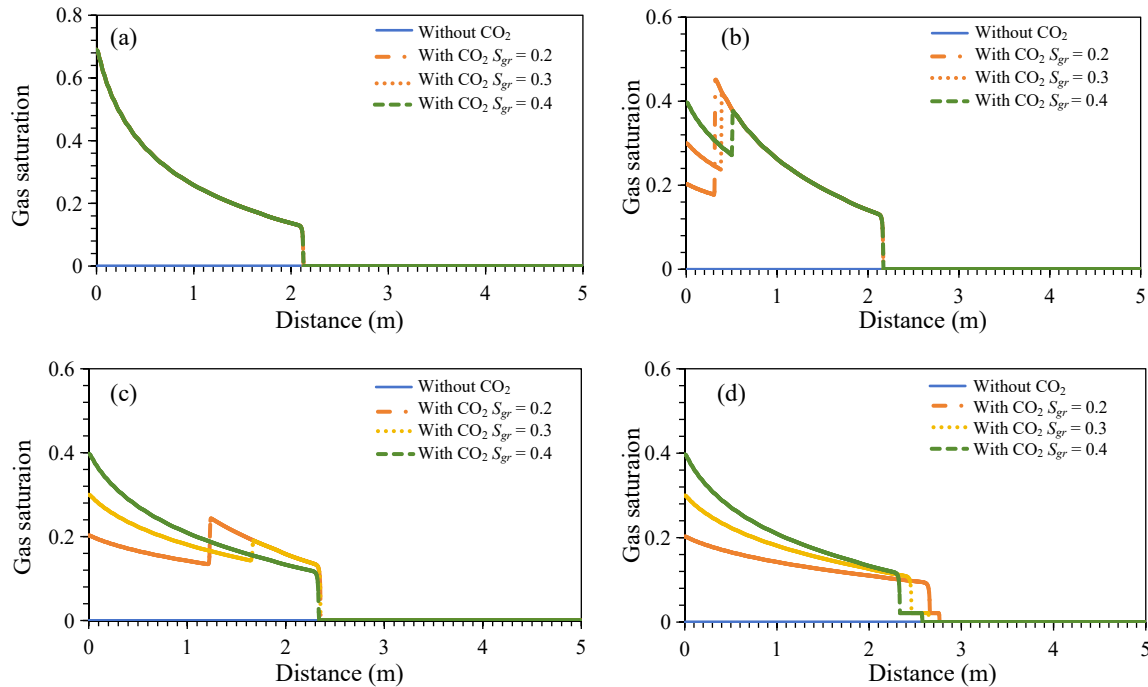 (a)
Without CO2
With CO2 Sgr = 0.2
With CO2 Sgr = 0.3
With CO2 Sgr = 0.4
Gas saturation
0.8
0.6
0.4
0.2
0
0 1 2 3 4 5
Distance (m)
(b)
Without CO2
With CO2 Sgr = 0.2
With CO2 Sgr = 0.3
With CO2 Sgr = 0.4
Gas saturaion
0.6
0.4
0.2
0
0 1 2 3 4 5
Distance (m)
(c)
Without CO2
With CO2 Sgr = 0.2
With CO2 Sgr = 0.3
With CO2 Sgr = 0.4
Gas saturaion
0.6
0.4
0.2
0
0 1 2 3 4 5
Distance (m)
(d)
Without CO2
With CO2 Sgr = 0.2
With CO2 Sgr = 0.3
With CO2 Sgr = 0.4
Gas saturaion
0.6
0.4
0.2
0
0 1 2 3 4 5
Distance (m)